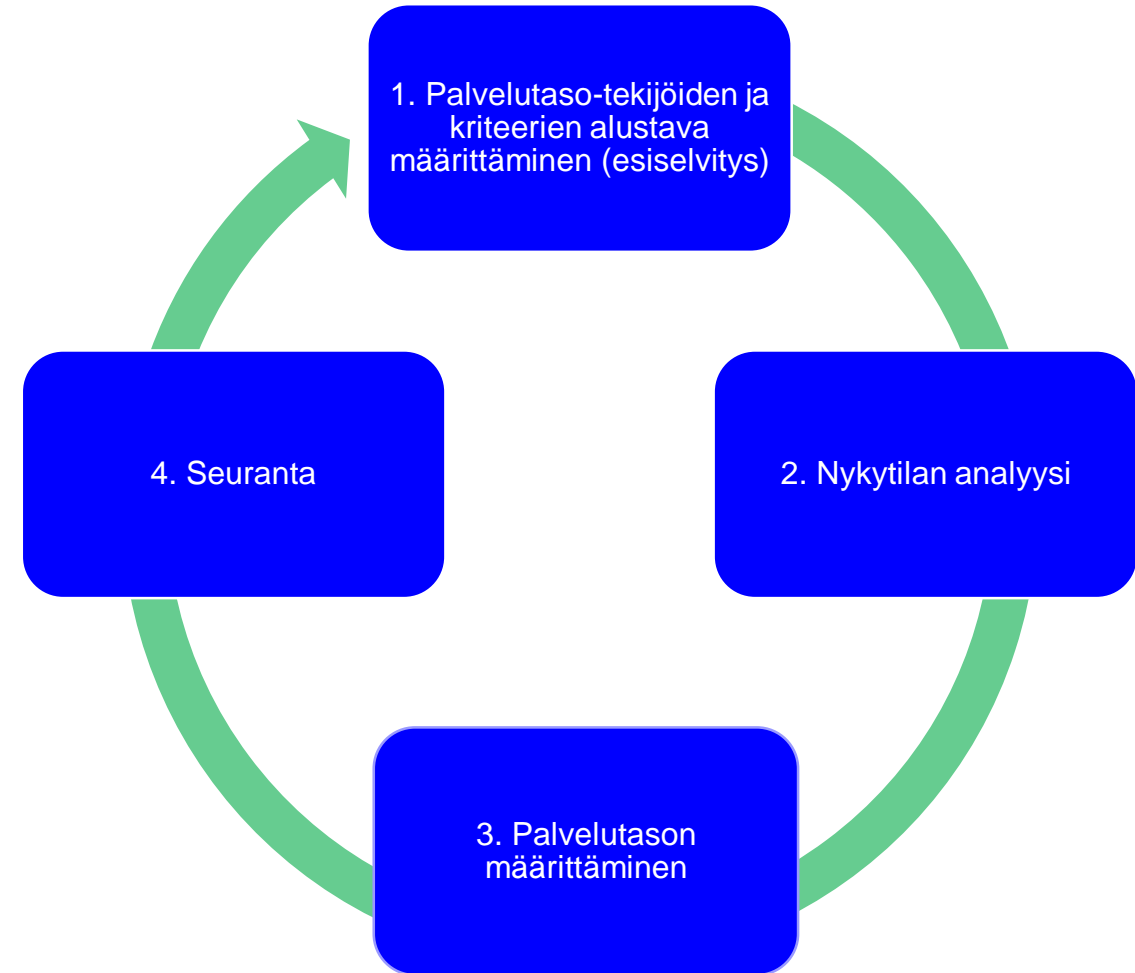 1. Palvelutaso-tekijöiden ja
kriteerien alustava
määrittäminen (esiselvitys)
2. Nykytilan analyysi
3. Palvelutason
määrittäminen
4. Seuranta